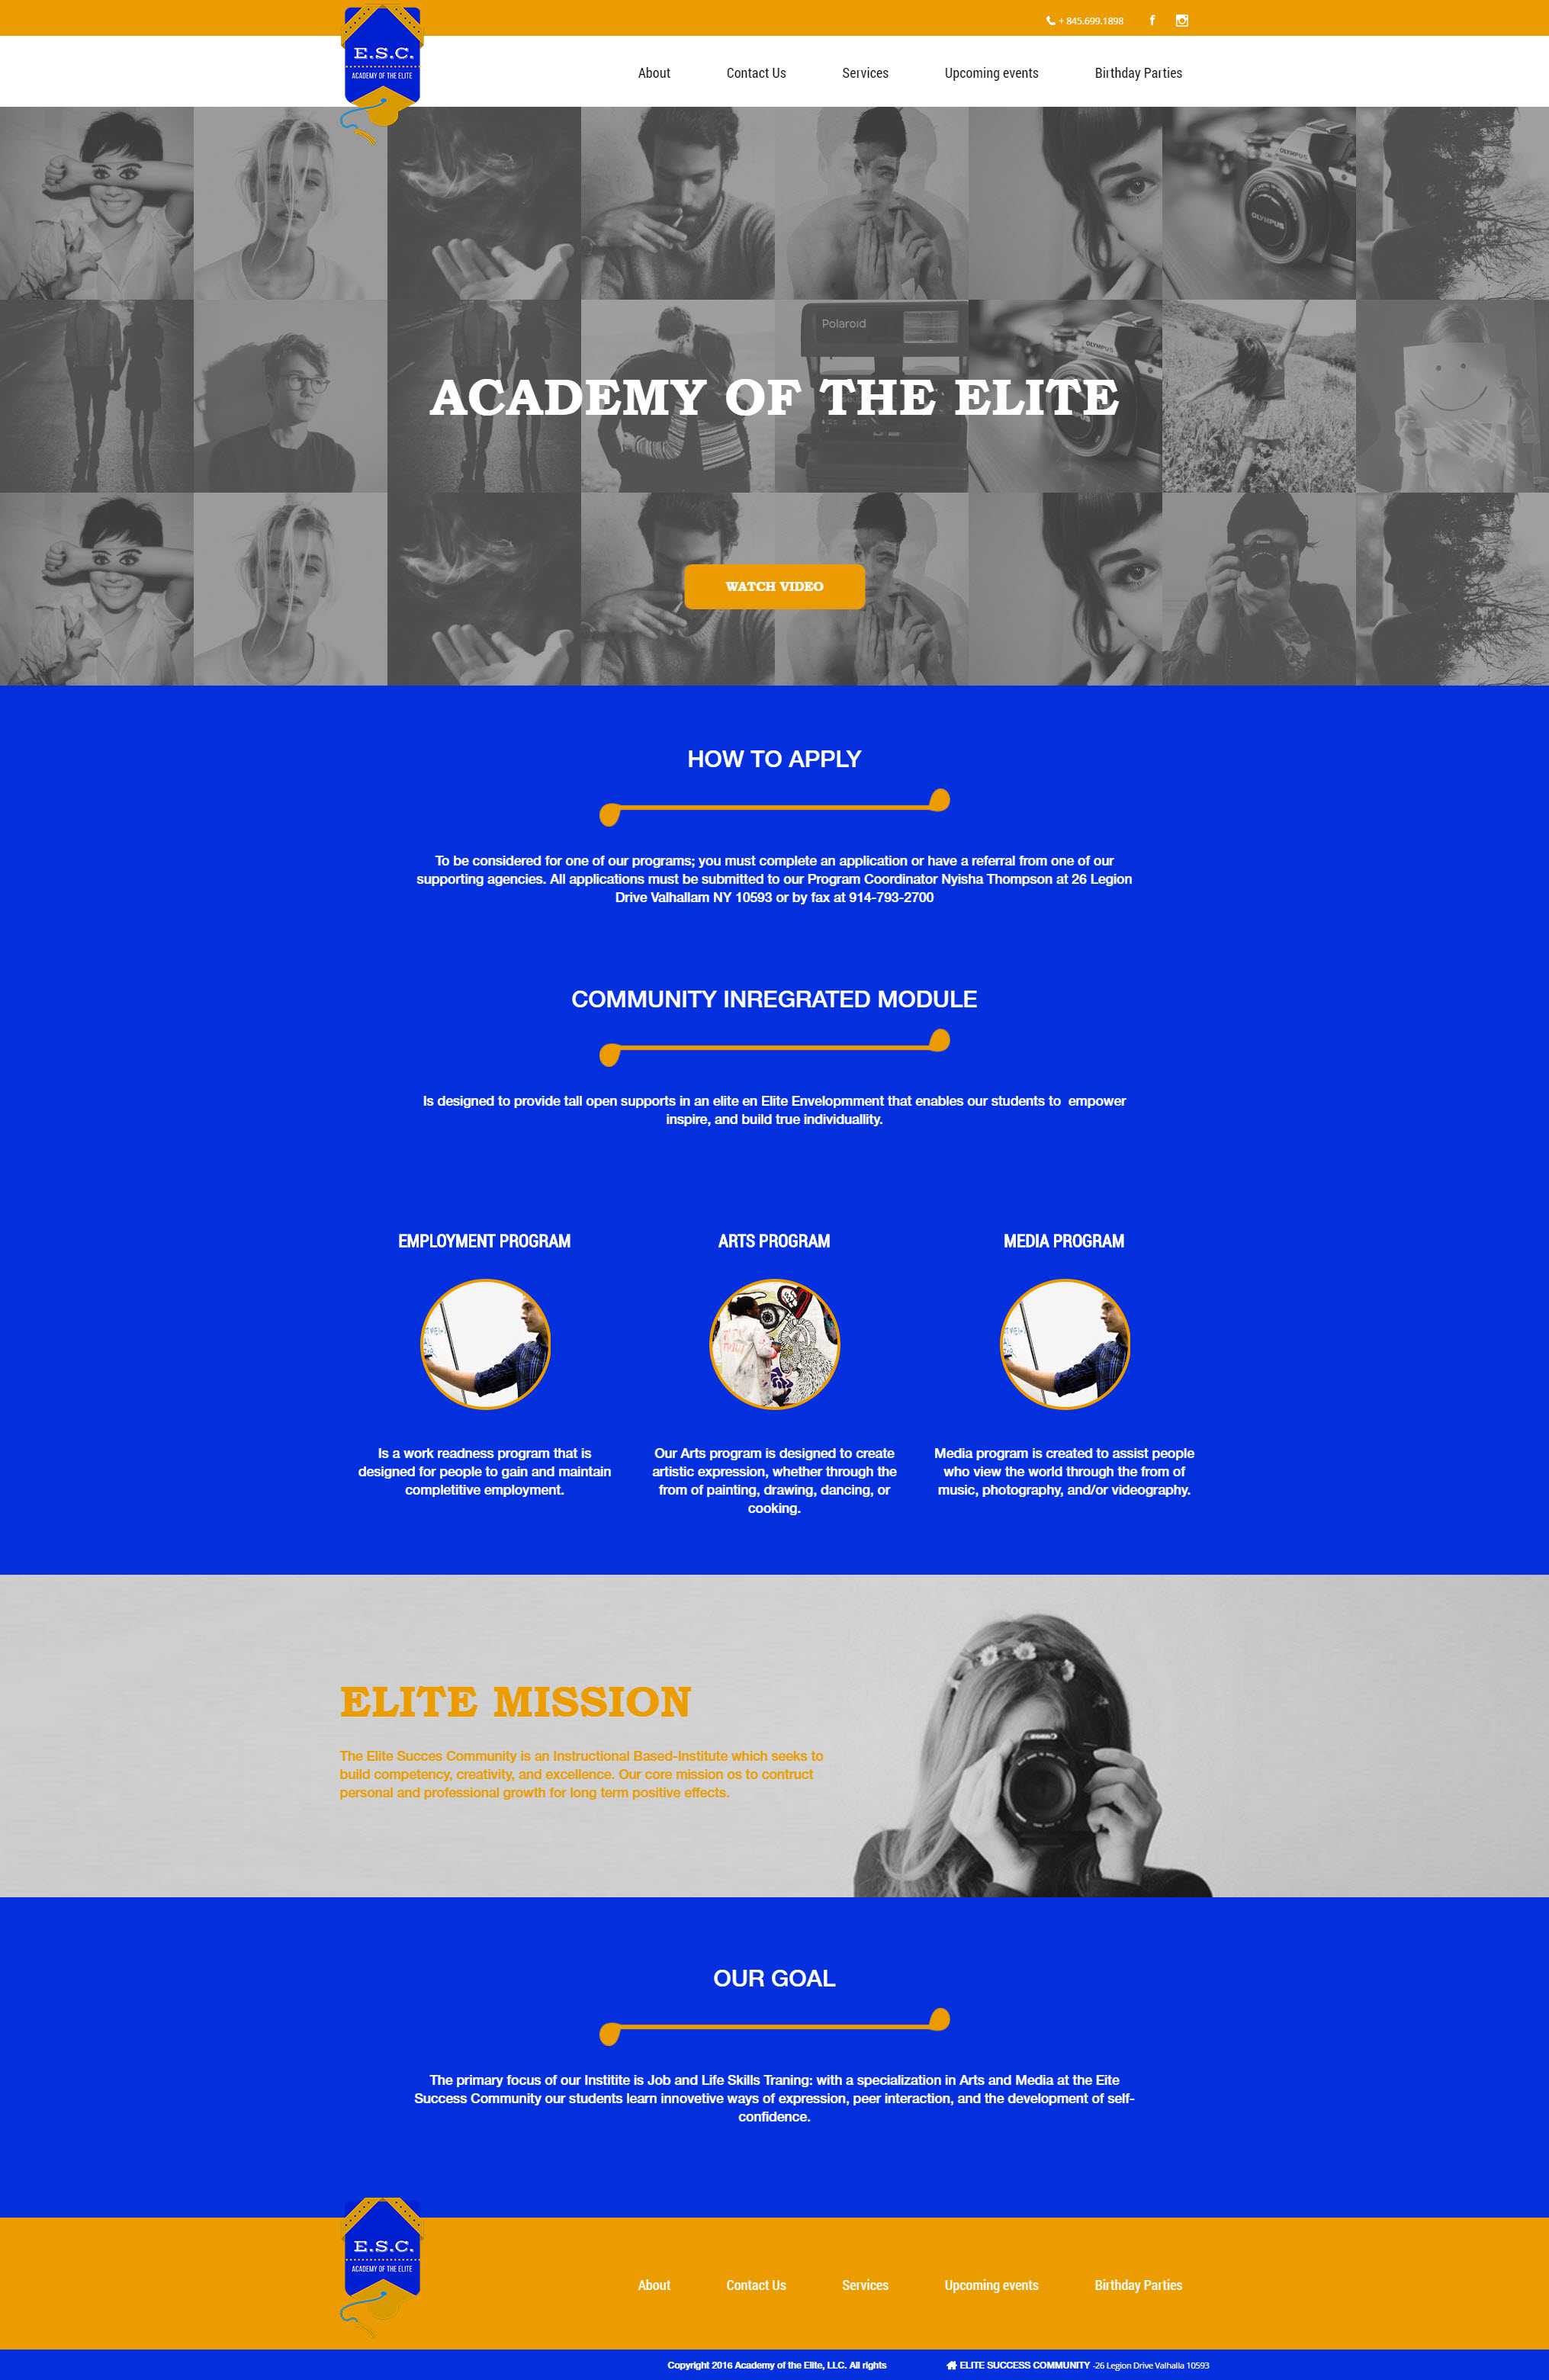 + 845.699.1898
f
E.S.C.
ACADEMY OF THE ELITE
About Contact Us Services Upcoming events Birthday Parties
OLYMPUS
OLYMPUS
Polaroid
OLYMPUS
ACADEMY OF THE ELITE
Canon
WATCH VIDEO
HOW TO APPLY
To be considered for one of our programs; you must complete an application or have a referral from one of our
supporting agencies. All applications must be submitted to our Program Coordinator Nyisha Thompson at 26 Legion
Drive Valhallam NY 10593 or by fax at 914-793-2700
COMMUNITY INREGRATED MODULE
Is designed to provide tall open supports in an elite en Elite Envelopmment that enables our students to empower
inspire, and build true individuallity.
EMPLOYMENT PROGRAM
Is a work readness program that is
designed for people to gain and maintain
completitive employment.
ARTS PROGRAM
Our Arts program is designed to create
artistic expression, whether through the
from of painting, drawing, dancing, or
cooking.
MEDIA PROGRAM
Media program is created to assist people
who view the world through the from of
music, photography, and/or videography.
ELITE MISSION
The Elite Succes Community is an Instructional Based-Institute which seeks to
build competency, creativity, and excellence. Our core mission os to contruct
personal and professional growth for long term positive effects.
Canon
OUR GOAL
The primary focus of our Institite is Job and Life Skills Traning: with a specialization in Arts and Media at the Eite
Success Community our students learn innovetive ways of expression, peer interaction, and the development of self-
confidence.
E.S.C.
ACADEMY OF THE ELITE
About Contact Us Services Upcoming events Birthday Parties
Copyright 2016 Academy of the Elite, LLC. All rights
ELITE SUCCESS COMMUNITY -26 Legion Drive Valhalla 10593